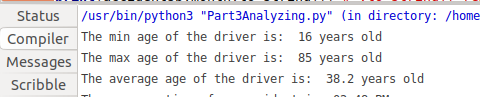 Status
/usr/bin/python3 "Part3Analyzing.py" (in directory: /home
Compiler
The min age of the driver is:  16 years old
Messages
The max age of the driver is:  85 years old
Scribble
The average age of the driver is:  38.2 years old